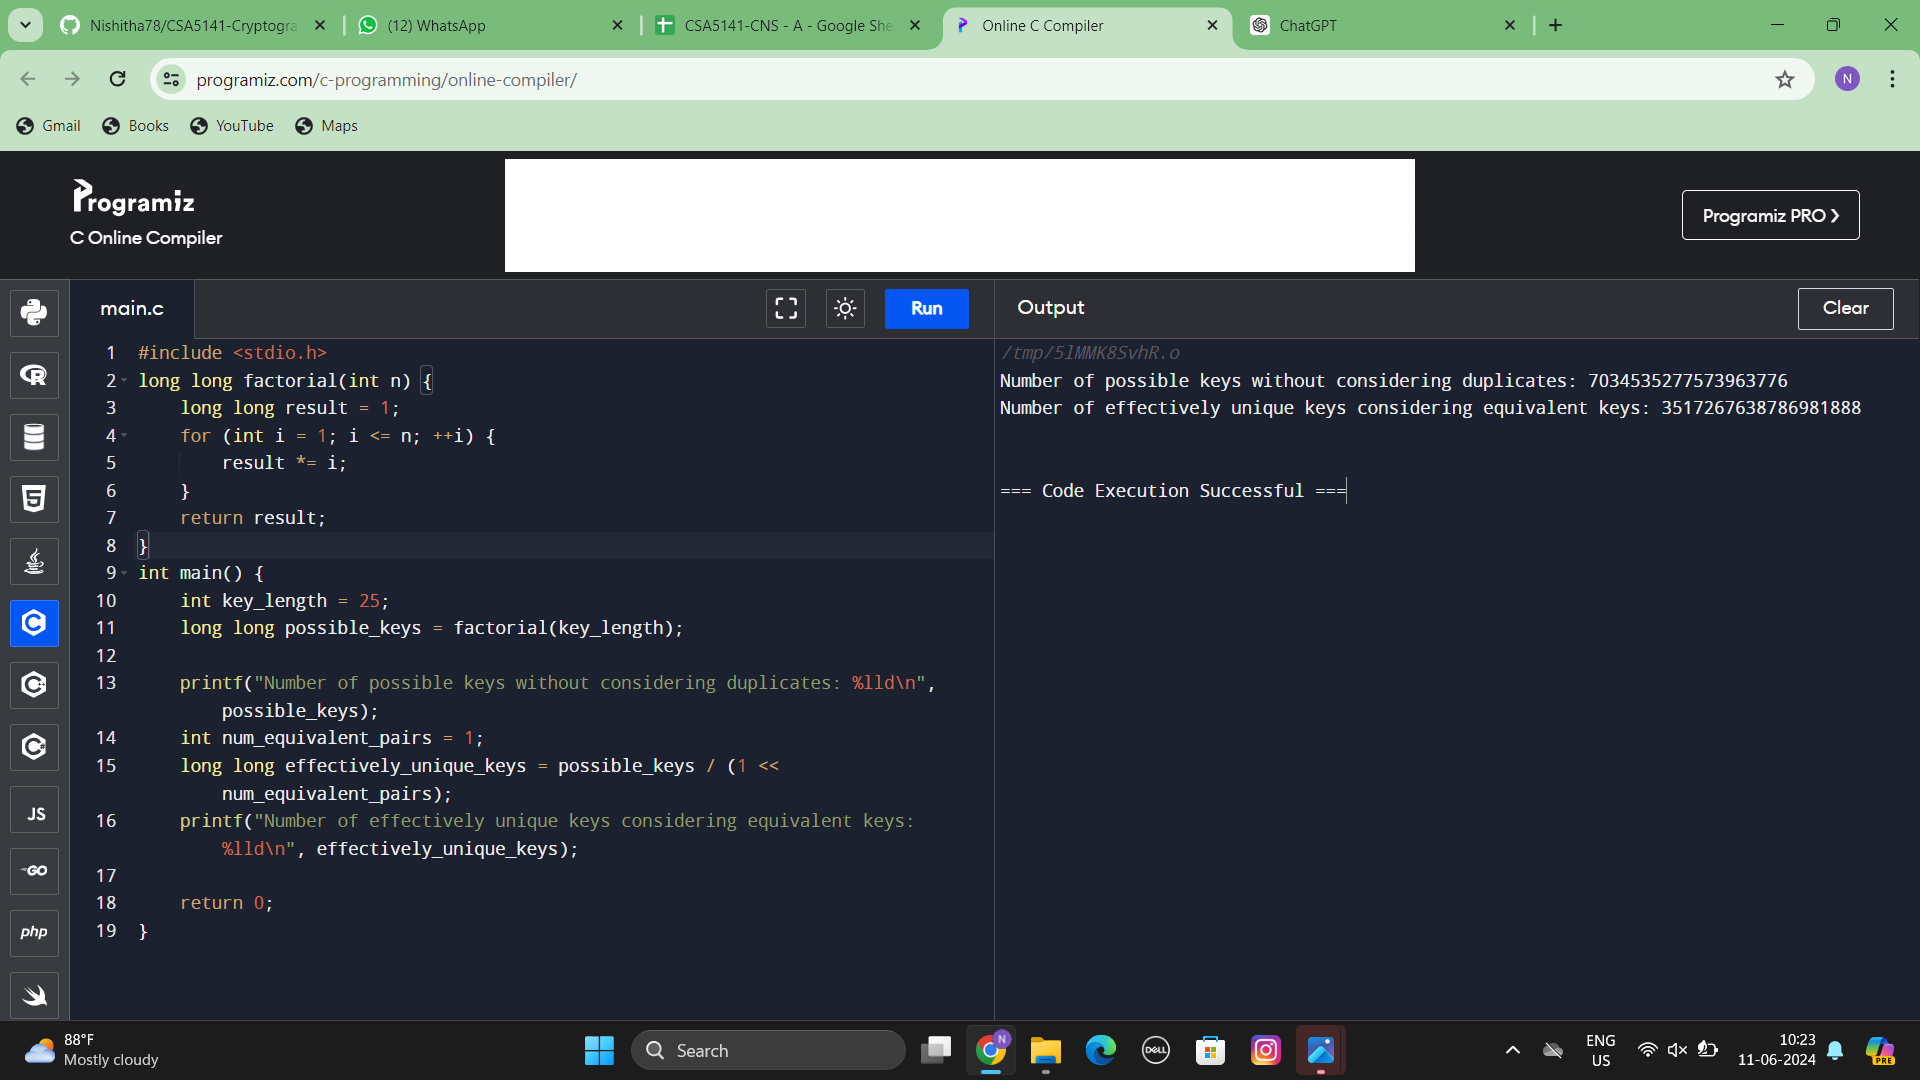 Nishitha78/CSA5141-Cryptogra
(12) WhatsApp
CSA5141-CNS - A - Google She
Online C Compiler
ChatGPT
programiz.com/c-programming/online-compiler/
N
Gmail
Books
YouTube
Maps
Programiz
C Online Compiler
Programiz PRO ❯
main.c
Run
Output
Clear
1 #include <stdio.h>
2 long long factorial(int n) {
3 long long result = 1;
4 for (int i = 1; i <= n; ++i) {
5 result *= i;
6 }
7 return result;
8 }
9 int main() {
10 int key_length = 25;
11 long long possible_keys = factorial(key_length);
12
13 printf("Number of possible keys without considering duplicates: %lld\n",
possible_keys);
14 int num_equivalent_pairs = 1;
15 long long effectively_unique_keys = possible_keys / (1 <<
num_equivalent_pairs);
16 printf("Number of effectively unique keys considering equivalent keys:
%lld\n", effectively_unique_keys);
17
18 return 0;
19 }
/tmp/5lMMK8SvhR.o
Number of possible keys without considering duplicates: 7034535277573963776
Number of effectively unique keys considering equivalent keys: 3517267638786981888
=== Code Execution Successful ===
JS
GO
php
88°F
Mostly cloudy
Search
N
DELL
ENG
US
10:23
11-06-2024
PRE